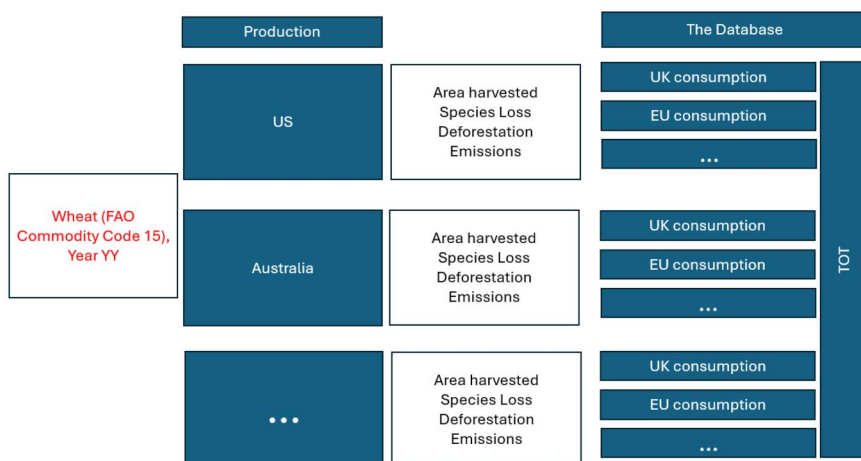 Production
The Database
Wheat (FAO
Commodity Code 15),
Year YY
US
Area harvested
Species Loss
Deforestation
Emissions
UK consumption
EU consumption
...
Australia
Area harvested
Species Loss
Deforestation
Emissions
UK consumption
EU consumption
...
...
Area harvested
Species Loss
Deforestation
Emissions
UK consumption
EU consumption
...
TOT